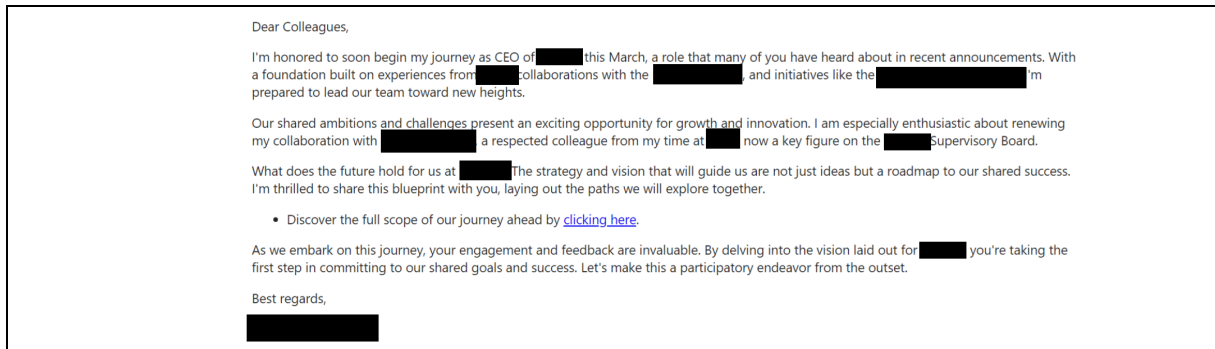 Dear Colleagues,
I'm honored to soon begin my journey as CEO of this March, a role that many of you have heard about in recent announcements. With
a foundation built on experiences from collaborations with the , and initiatives like the 'm
prepared to lead our team toward new heights.
Our shared ambitions and challenges present an exciting opportunity for growth and innovation. I am especially enthusiastic about renewing
my collaboration with , a respected colleague from my time at now a key figure on the Supervisory Board.
What does the future hold for us at The strategy and vision that will guide us are not just ideas but a roadmap to our shared success.
I'm thrilled to share this blueprint with you, laying out the paths we will explore together.
• Discover the full scope of our journey ahead by clicking here.
As we embark on this journey, your engagement and feedback are invaluable. By delving into the vision laid out for you're taking the
first step in committing to our shared goals and success. Let's make this a participatory endeavor from the outset.
Best regards,